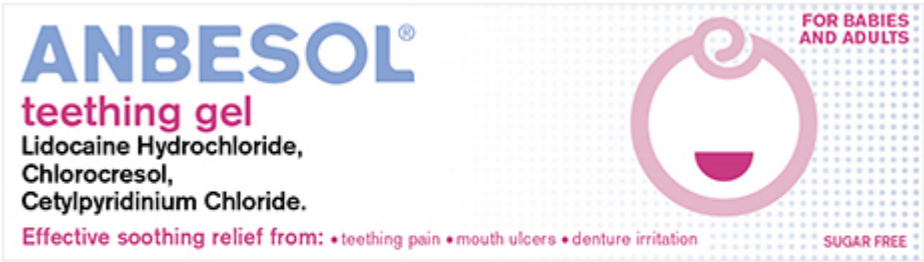 ANBESOL®
teething gel
Lidocaine Hydrochloride,
Chlorocresol,
Cetylpyridinium Chloride.
Effective soothing relief from: • teething pain • mouth ulcers • denture irritation
FOR BABIES
AND ADULTS
SUGAR FREE